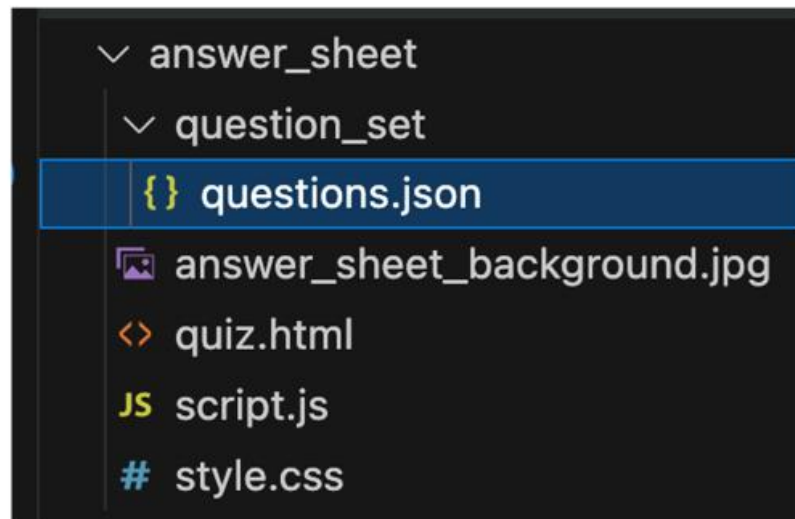 answer_sheet
question_set
{} questions.json
answer_sheet_background.jpg
<> quiz.html
JS script.js
# style.css